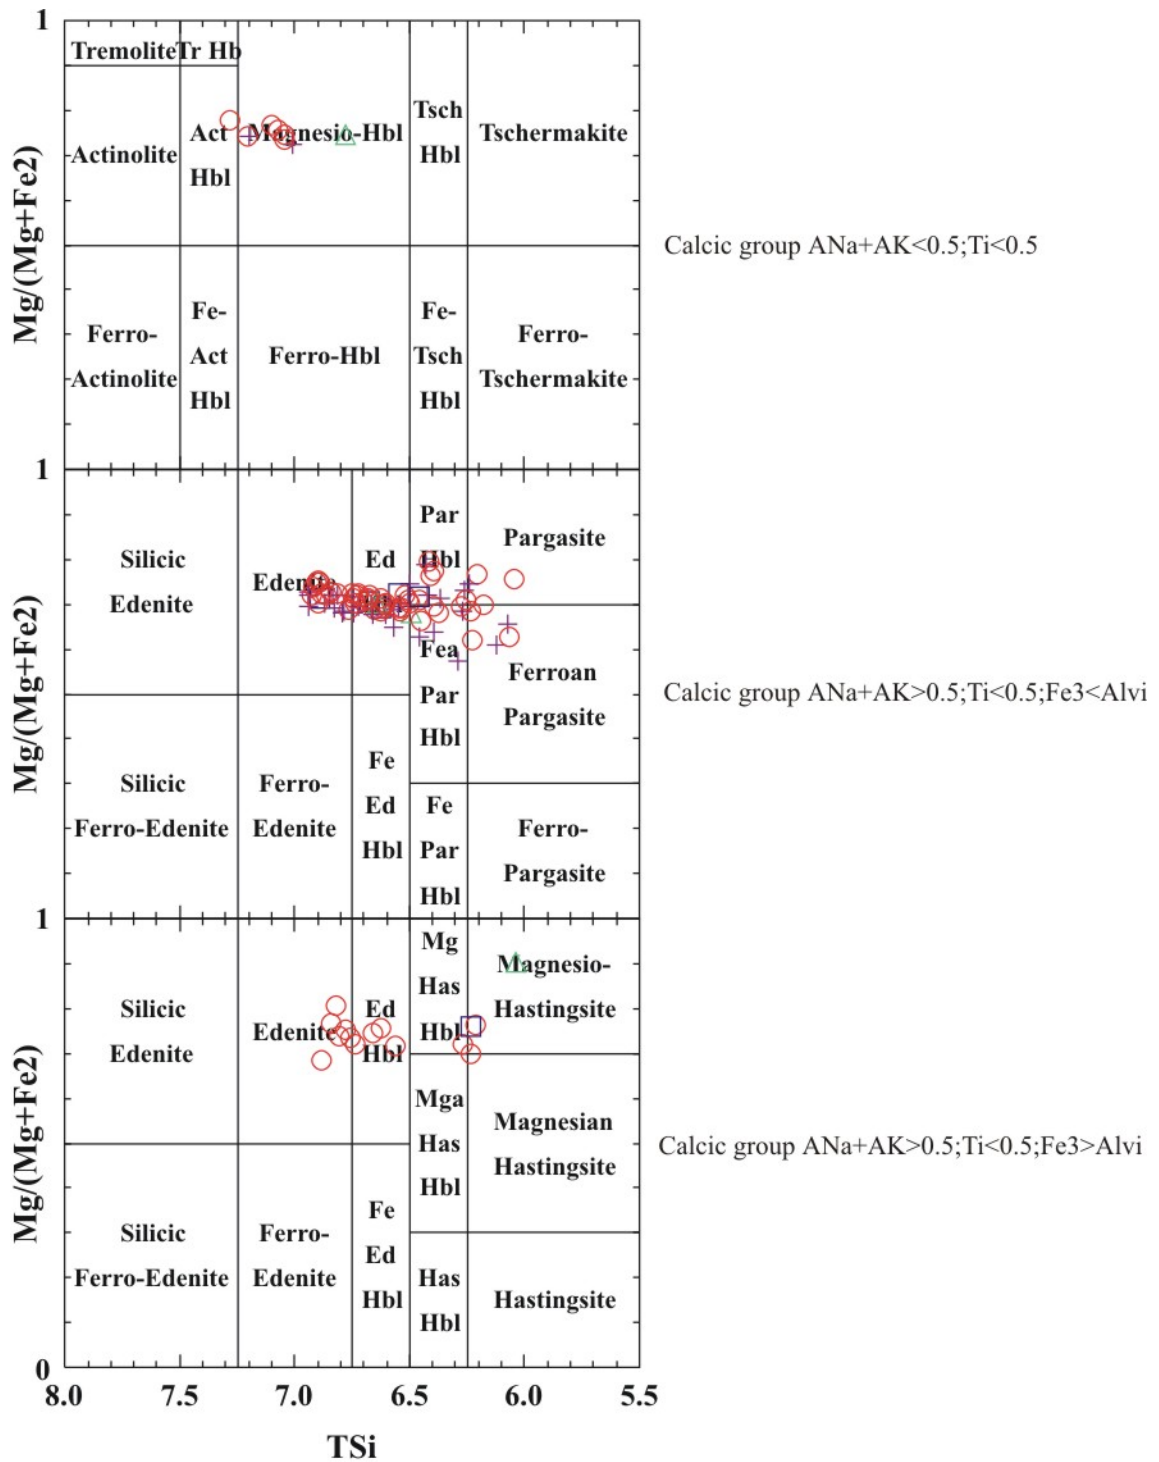 1
Tremolite
Tr Hb
Actinolite
Act
Hbl
Magnesio-Hbl
Tsch
Hbl
Tschermakite
Mg/(Mg+Fe2)
Calcic group ANa+AK<0.5;Ti<0.5
Ferro-
Actinolite
Fe-
Act
Hbl
Ferro-Hbl
Fe-
Tsch
Hbl
Ferro-
Tschermakite
1
Silicic
Edenite
Edenite
Ed
Par
Hbl
Pargasite
Mg/(Mg+Fe2)
Fea
Par
Hbl
Ferroan
Pargasite
Calcic group ANa+AK>0.5;Ti<0.5;Fe3<Alvi
Silicic
Ferro-Edenite
Ferro-
Edenite
Fe
Ed
Hbl
Fe
Par
Hbl
Ferro-
Pargasite
1
Silicic
Edenite
Edenite
Ed
Hbl
Mg
Has
Hbl
Magnesio-
Hastingsite
Mg/(Mg+Fe2)
Mga
Has
Hbl
Magnesian
Hastingsite
Calcic group ANa+AK>0.5;Ti<0.5;Fe3>Alvi
Silicic
Ferro-Edenite
Ferro-
Edenite
Fe
Ed
Hbl
Has
Hbl
Hastingsite
0
8.0 7.5 7.0 6.5 6.0 5.5
TSi